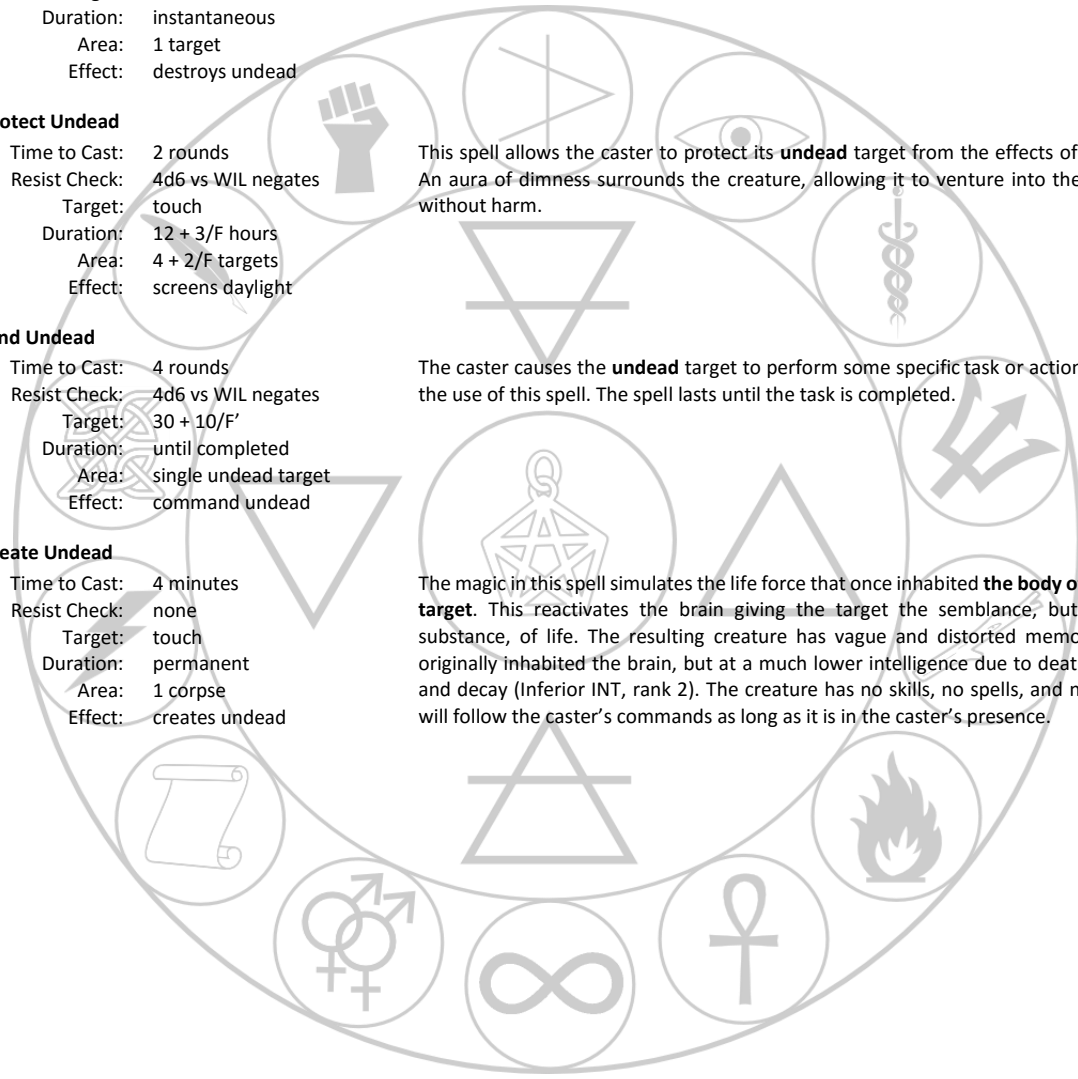 Duration: instantaneous
Area: 1 target
Effect: destroys undead
otect Undead
Time to Cast: 2 rounds
Resist Check: 4d6 vs WIL negates
Target: touch
Duration: 12 + 3/F hours
Area: 4 + 2/F targets
Effect: screens daylight
This spell allows the caster to protect its undead target from the effects of
An aura of dimness surrounds the creature, allowing it to venture into the
without harm.
nd Undead
Time to Cast: 4 rounds
Resist Check: 4d6 vs WIL negates
Target: 30 + 10/F’
Duration: until completed
Area: single undead target
Effect: command undead
The caster causes the undead target to perform some specific task or action
the use of this spell. The spell lasts until the task is completed.
eate Undead
Time to Cast: 4 minutes
Resist Check: none
Target: touch
Duration: permanent
Area: 1 corpse
Effect: creates undead
The magic in this spell simulates the life force that once inhabited the body o
target. This reactivates the brain giving the target the semblance, but
substance, of life. The resulting creature has vague and distorted memo
originally inhabited the brain, but at a much lower intelligence due to deat
and decay (Inferior INT, rank 2). The creature has no skills, no spells, and n
will follow the caster’s commands as long as it is in the caster’s presence.